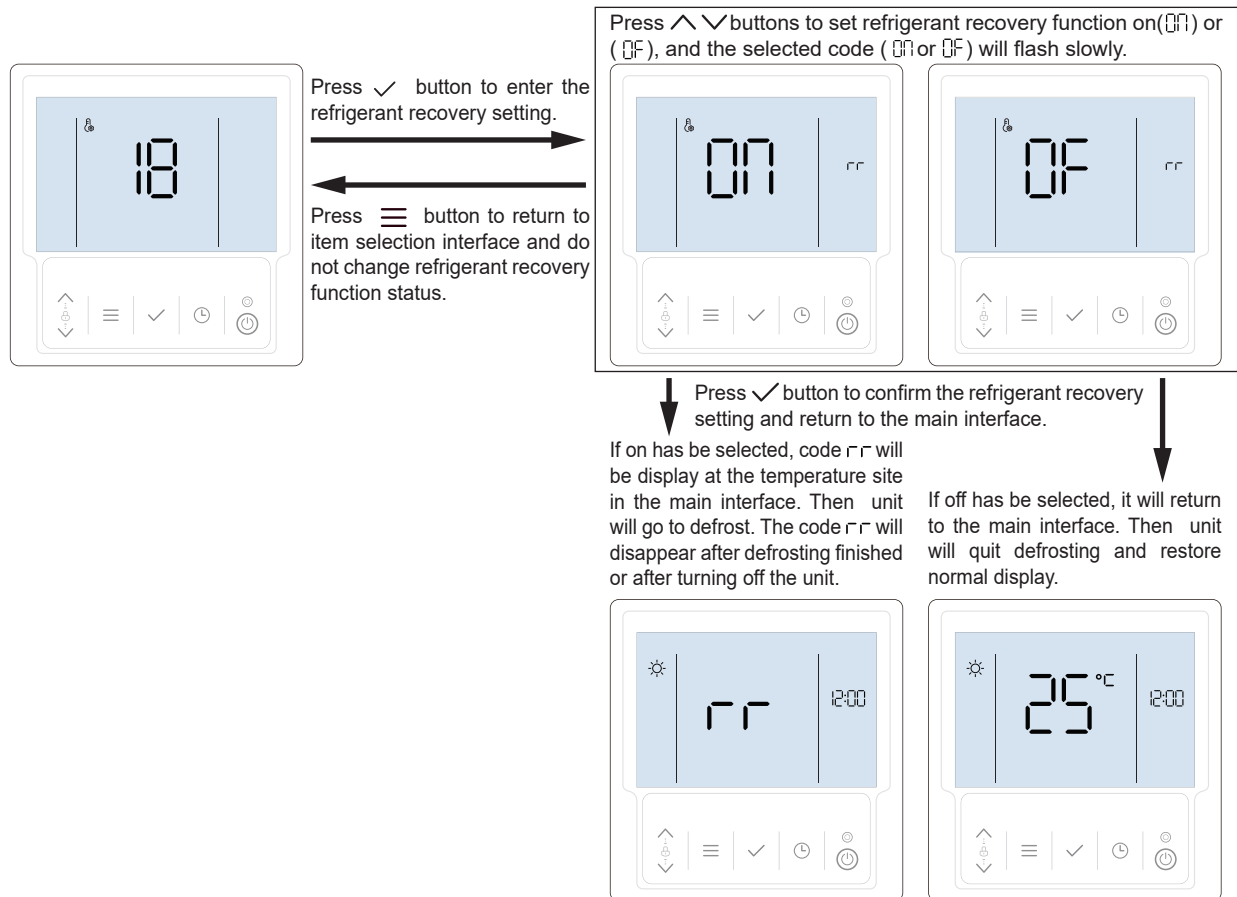 Press ∧ ∨ buttons to set refrigerant recovery function on(ON) or
( OF), and the selected code ( ON or OF ) will flash slowly.
18
Press ✓ button to enter the
refrigerant recovery setting.
Press ☰ button to return to
item selection interface and do
not change refrigerant recovery
function status.
ON
rr
OF
rr
Press ✓ button to confirm the refrigerant recovery
setting and return to the main interface.
If on has be selected, code rr will
be display at the temperature site
in the main interface. Then unit
will go to defrost. The code rr will
disappear after defrosting finished
or after turning off the unit.
If off has be selected, it will return
to the main interface. Then unit
will quit defrosting and restore
normal display.
rr
12:00
25 °C
12:00